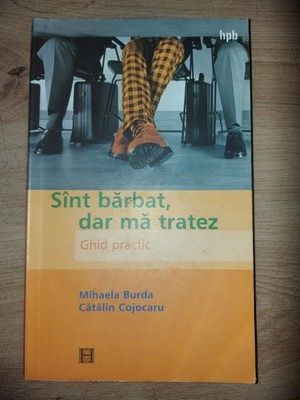 hpb
Sînt bărbat,
dar mă tratez
Ghid practic
Mihaela Burda
Cătălin Cojocaru
H